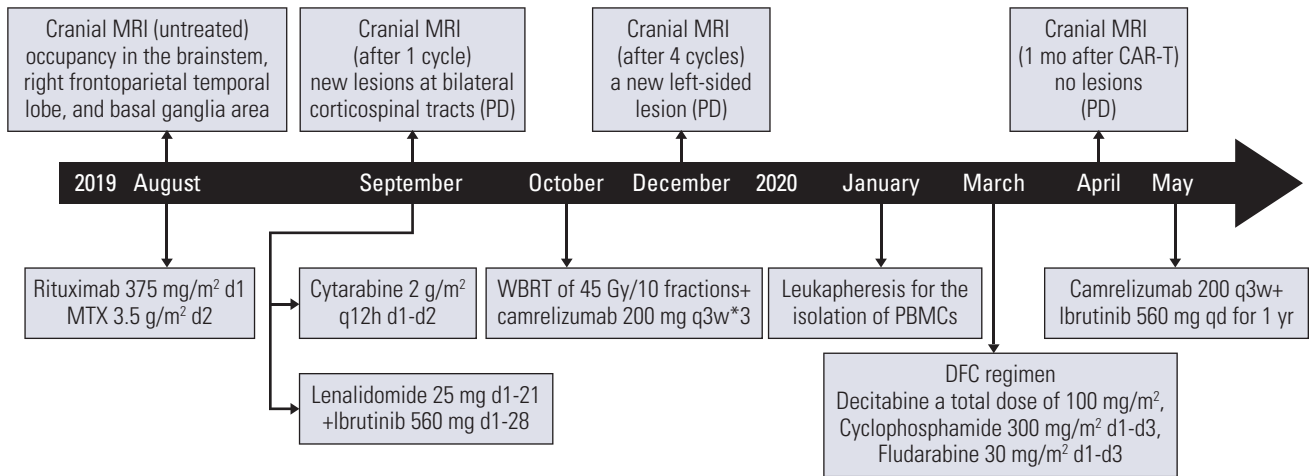 Cranial MRI (untreated)
occupancy in the brainstem,
right frontoparietal temporal
lobe, and basal ganglia area
Cranial MRI
(after 1 cycle)
new lesions at bilateral
corticospinal tracts (PD)
Cranial MRI
(after 4 cycles)
a new left-sided
lesion (PD)
Cranial MRI
(1 mo after CAR-T)
no lesions
(PD)
2019 August September October December 2020 January March April May
Rituximab 375 mg/m² d1
MTX 3.5 g/m² d2
Cytarabine 2 g/m²
q12h d1-d2
Lenalidomide 25 mg d1-21
+Ibrutinib 560 mg d1-28
WBRT of 45 Gy/10 fractions+
camrelizumab 200 mg q3w*3
Leukapheresis for the
isolation of PBMCs
DFC regimen
Decitabine a total dose of 100 mg/m²,
Cyclophosphamide 300 mg/m² d1-d3,
Fludarabine 30 mg/m² d1-d3
Camrelizumab 200 q3w+
Ibrutinib 560 mg qd for 1 yr